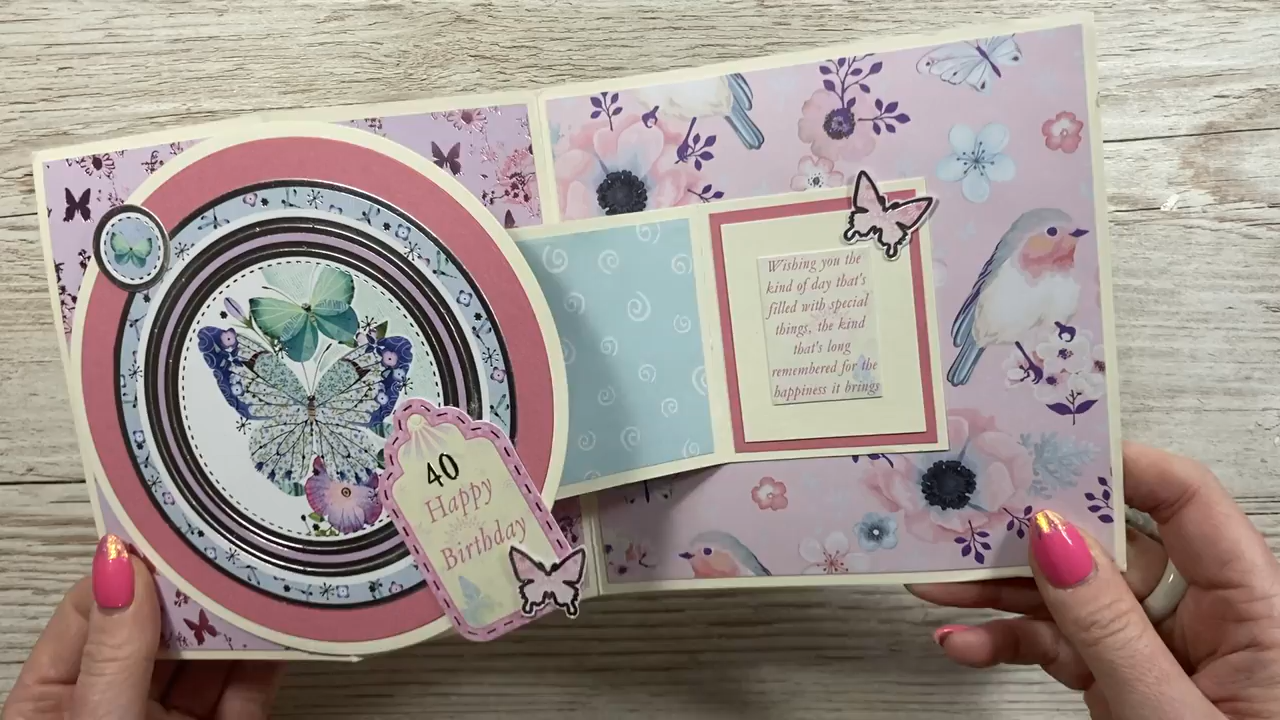 40
Happy
Birthday
Wishing you the
kind of day that's
filled with special
things, the kind
that's long
remembered for the
happiness it brings